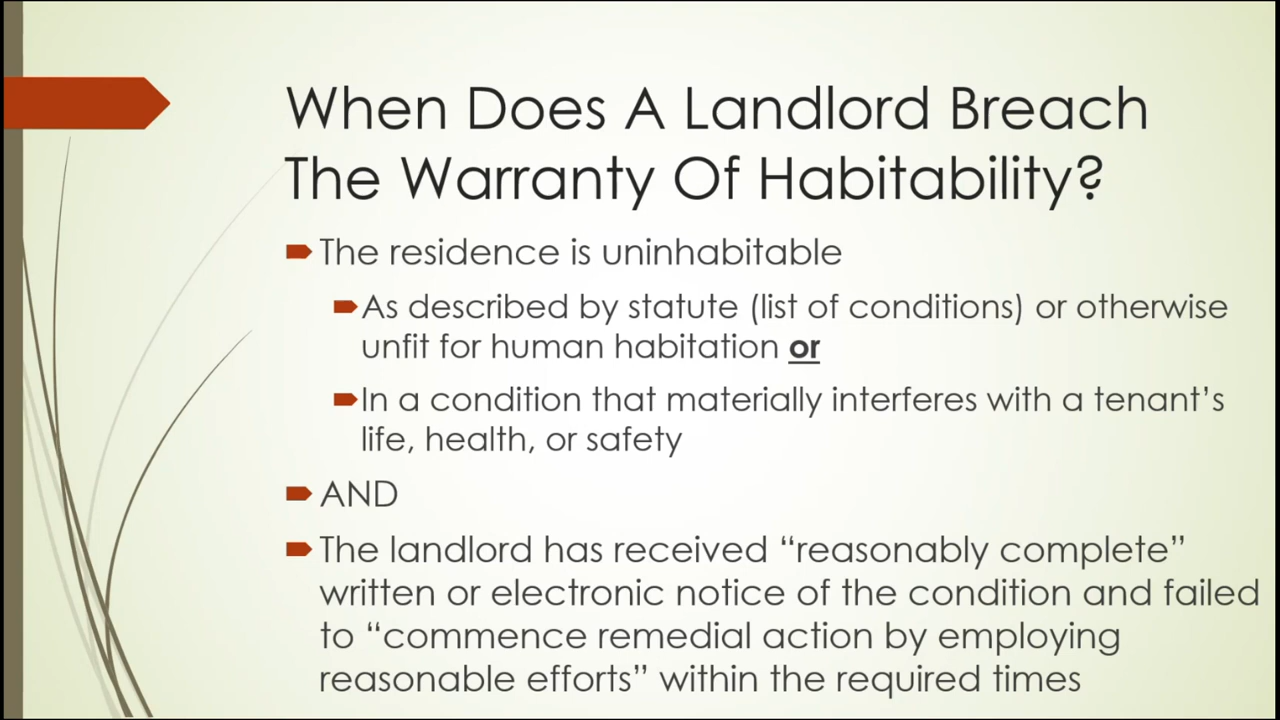 When Does A Landlord Breach
The Warranty Of Habitability?
The residence is uninhabitable
As described by statute (list of conditions) or otherwise
unfit for human habitation or
In a condition that materially interferes with a tenant’s
life, health, or safety
AND
The landlord has received “reasonably complete”
written or electronic notice of the condition and failed
to “commence remedial action by employing
reasonable efforts” within the required times